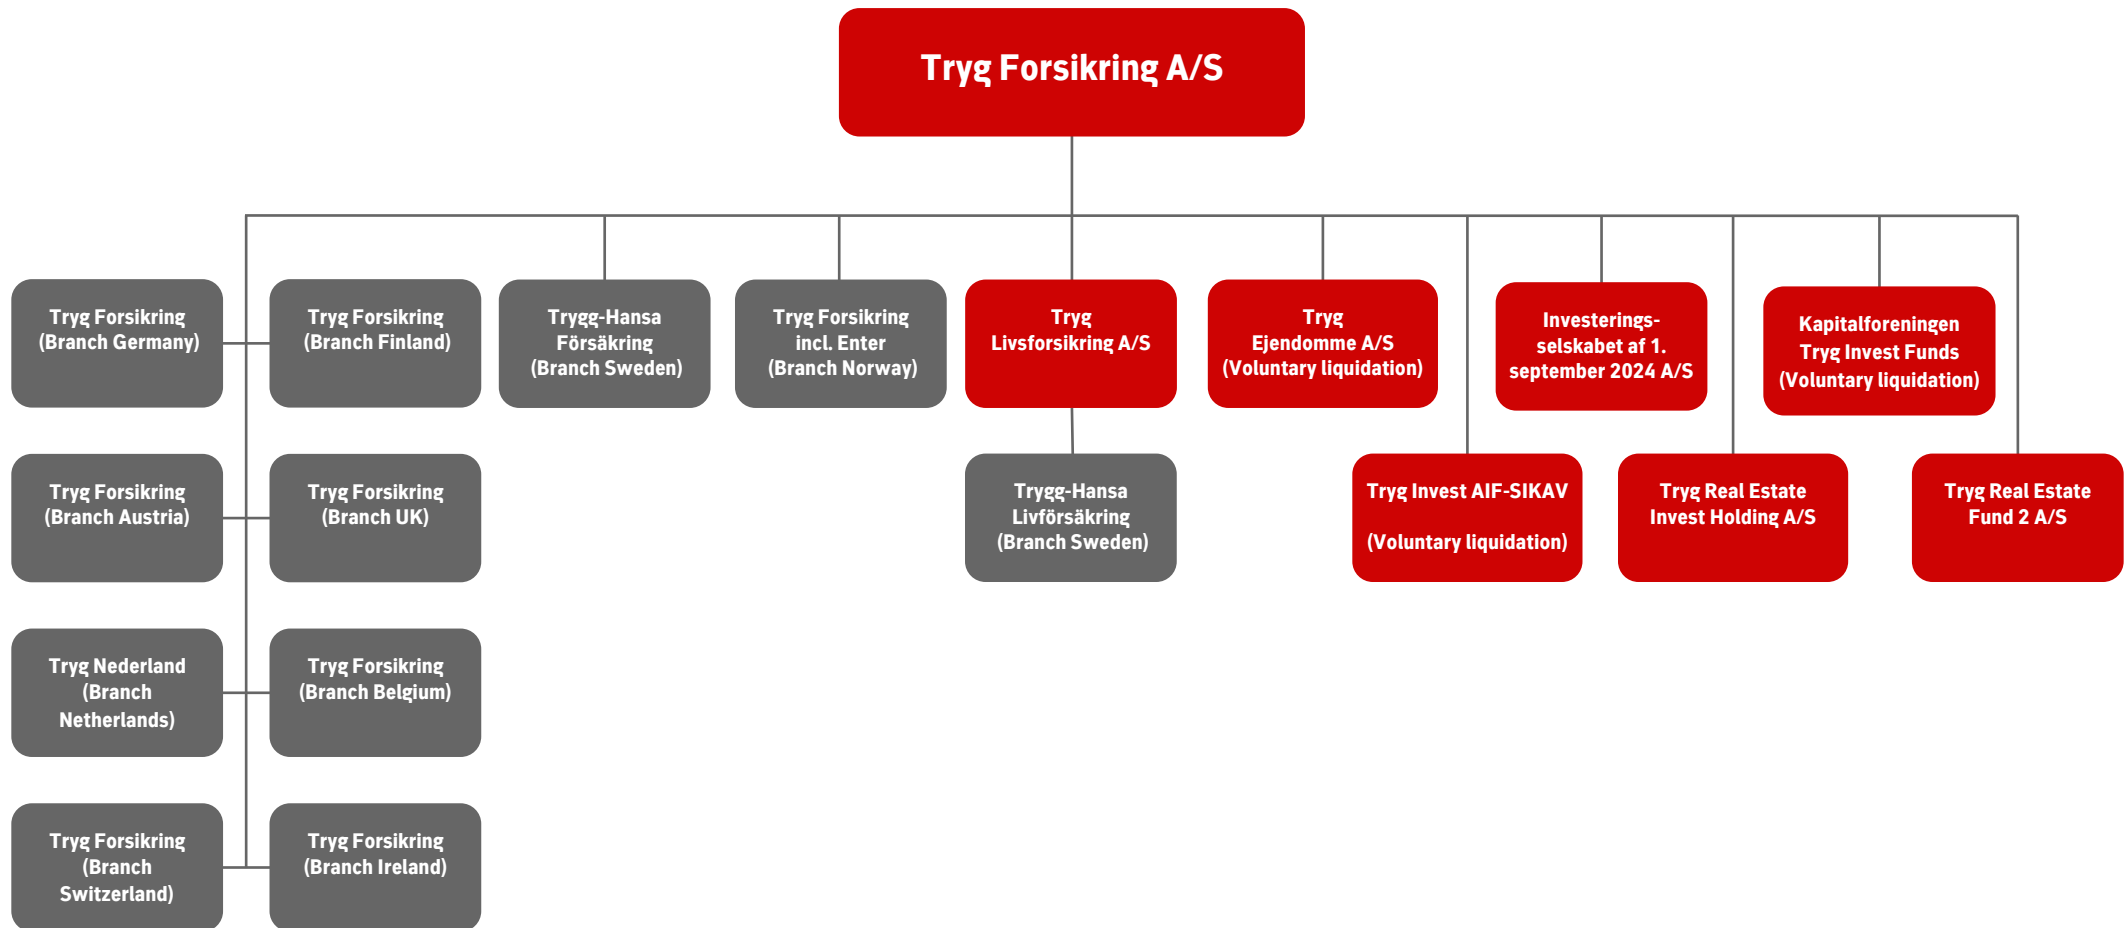 Tryg Forsikring A/S
Tryg Forsikring
(Branch Germany)
Tryg Forsikring
(Branch Finland)
Trygg-Hansa
Försäkring
(Branch Sweden)
Tryg Forsikring
incl. Enter
(Branch Norway)
Tryg
Livsforsikring A/S
Tryg
Ejendomme A/S
(Voluntary liquidation)
Investerings-
selskabet af 1.
september 2024 A/S
Kapitalforeningen
Tryg Invest Funds
(Voluntary liquidation)
Tryg Forsikring
(Branch Austria)
Tryg Forsikring
(Branch UK)
Trygg-Hansa
Livförsäkring
(Branch Sweden)
Tryg Invest AIF-SIKAV
(Voluntary liquidation)
Tryg Real Estate
Invest Holding A/S
Tryg Real Estate
Fund 2 A/S
Tryg Nederland
(Branch
Netherlands)
Tryg Forsikring
(Branch Belgium)
Tryg Forsikring
(Branch
Switzerland)
Tryg Forsikring
(Branch Ireland)